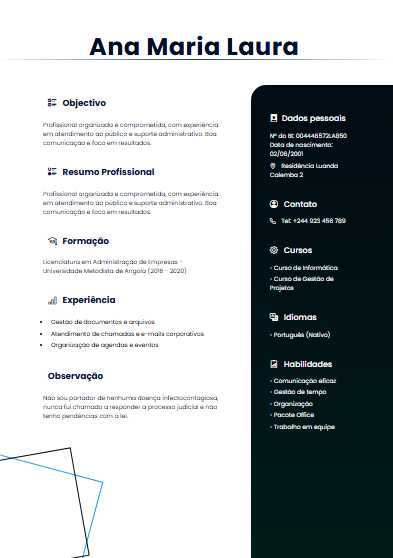 Ana Maria Laura
Objectivo
Profissional organizada e comprometida, com experiência
em atendimento ao público e suporte administrativo. Boa
comunicação e foco em resultados.
Resumo Profissional
Profissional organizada e comprometida, com experiência
em atendimento ao público e suporte administrativo. Boa
comunicação e foco em resultados.
Formação
Licenciatura em Administração de Empresas -
Universidade Metodista de Angola (2016 - 2020)
Experiência
• Gestão de documentos e arquivos
• Atendimento de chamadas e e-mails corporativos
• Organização de agendas e eventos
Observação
Não sou portador de nenhuma doença infectocontagiosa,
nunca fui chamado a responder a processo judicial e não
tenho pendências com a lei.
Dados pessoais
Nº do BI: 004446572LA050
Data de nascimento:
02/06/2001
Residência Luanda
Calemba 2
Contato
Tel: +244 923 456 789
Cursos
• Curso de Informática
• Curso de Gestão de
Projetos
Idiomas
• Português (Nativo)
Habilidades
• Comunicação eficaz
• Gestão de tempo
• Organização
• Pacote Office
• Trabalho em equipe